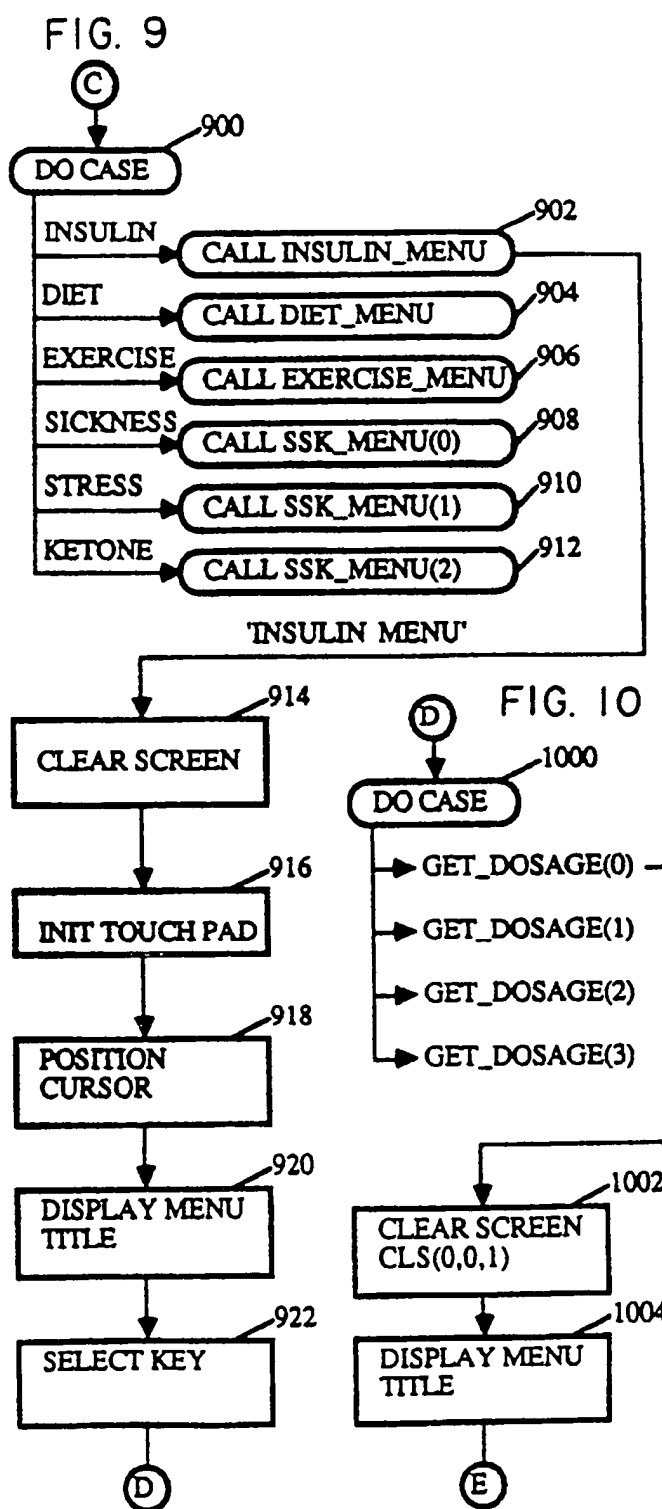 FIG. 9
C
900
DO CASE
INSULIN
902
CALL INSULIN_MENU
DIET
904
CALL DIET_MENU
EXERCISE
906
CALL EXERCISE_MENU
SICKNESS
908
CALL SSK_MENU(0)
STRESS
910
CALL SSK_MENU(1)
KETONE
912
CALL SSK_MENU(2)
'INSULIN MENU'
914
CLEAR SCREEN
916
INIT TOUCH PAD
918
POSITION
CURSOR
920
DISPLAY MENU
TITLE
922
SELECT KEY
D
FIG. 10
D
1000
DO CASE
GET_DOSAGE(0)
GET_DOSAGE(1)
GET_DOSAGE(2)
GET_DOSAGE(3)
1002
CLEAR SCREEN
CLS(0,0,1)
1004
DISPLAY MENU
TITLE
E